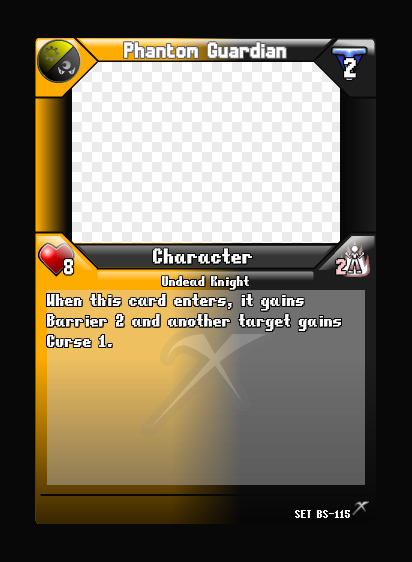 Phantom Guardian
2
Character
8
2
Undead Knight
When this card enters, it gains
Barrier 2 and another target gains
Curse 1.
SET BS-115